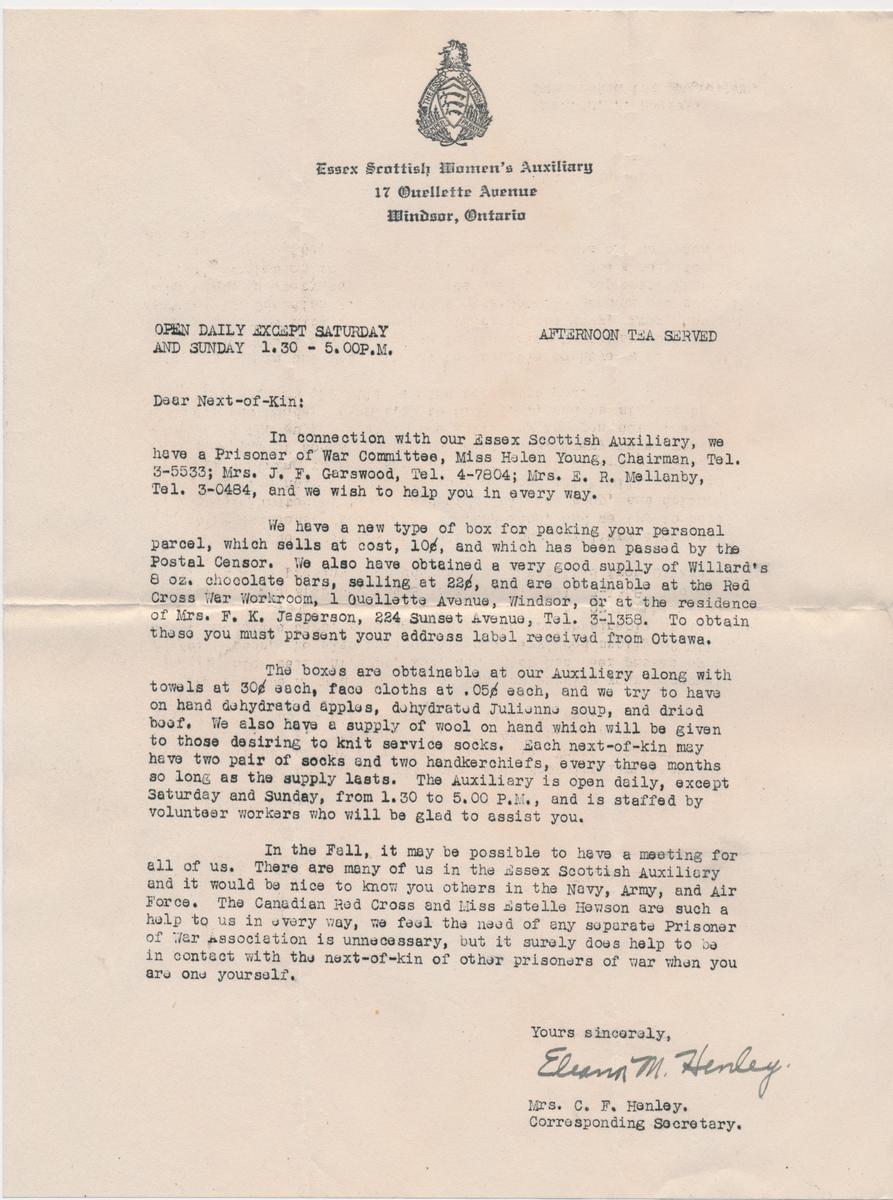 THE ESSEX SCOTTISH
Essex Scottish Women's Auxiliary
17 Ouellette Avenue
Windsor, Ontario
OPEN DAILY EXCEPT SATURDAY
AND SUNDAY 1.30 - 5.00P.M.
AFTERNOON TEA SERVED
Dear Next-of-Kin:
In connection with our Essex Scottish Auxiliary, we
have a Prisoner of War Committee, Miss Helen Young, Chairman, Tel.
3-5533; Mrs. J. F. Garswood, Tel. 4-7804; Mrs. E. R. Mellanby,
Tel. 3-0484, and we wish to help you in every way.
We have a new type of box for packing your personal
parcel, which sells at cost, 10¢, and which has been passed by the
Postal Censor. We also have obtained a very good suplly of Willard's
8 oz. chocolate bars, selling at 22¢, and are obtainable at the Red
Cross War Workroom, 1 Ouellette Avenue, Windsor, or at the residence
of Mrs. F. K. Jasperson, 224 Sunset Avenue, Tel. 3-1358. To obtain
these you must present your address label received from Ottawa.
The boxes are obtainable at our Auxiliary along with
towels at 30¢ each, face cloths at .05¢ each, and we try to have
on hand dehydrated apples, dehydrated Julienne soup, and dried
beef. We also have a supply of wool on hand which will be given
to those desiring to knit service socks. Each next-of-kin may
have two pair of socks and two handkerchiefs, every three months
so long as the supply lasts. The Auxiliary is open daily, except
Saturday and Sunday, from 1.30 to 5.00 P.M., and is staffed by
volunteer workers who will be glad to assist you.
In the Fall, it may be possible to have a meeting for
all of us. There are many of us in the Essex Scottish Auxiliary
and it would be nice to know you others in the Navy, Army, and Air
Force. The Canadian Red Cross and Miss Estelle Hewson are such a
help to us in every way, we feel the need of any separate Prisoner
of War Association is unnecessary, but it surely does help to be
in contact with the next-of-kin of other prisoners of war when you
are one yourself.
Yours sincerely,
Eleanor M. Henley.
Mrs. C. F. Henley.
Corresponding Secretary.